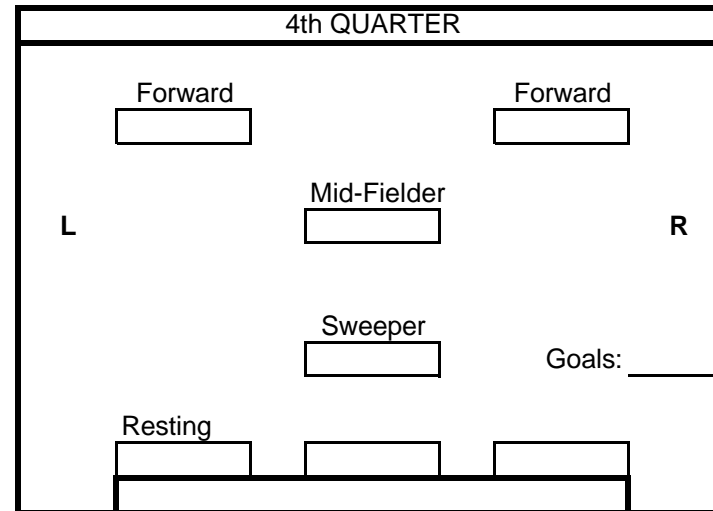 4th QUARTER
Forward Forward
Mid-Fielder
L R
Sweeper
Goals:
Resting